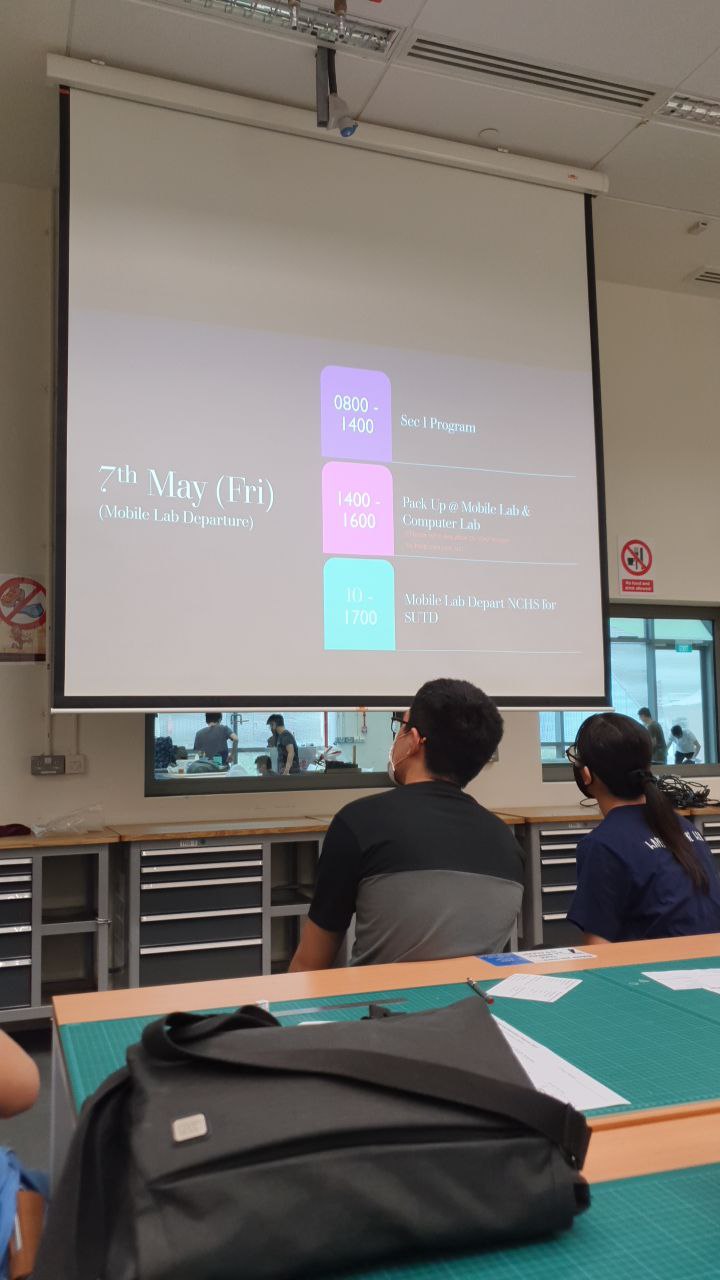 7th May (Fri)
(Mobile Lab Departure)
0800 -
1400
Sec 1 Program
1400 -
1600
Pack Up @ Mobile Lab &
Computer Lab
10 -
1700
Mobile Lab Depart NCHS for
SUTD